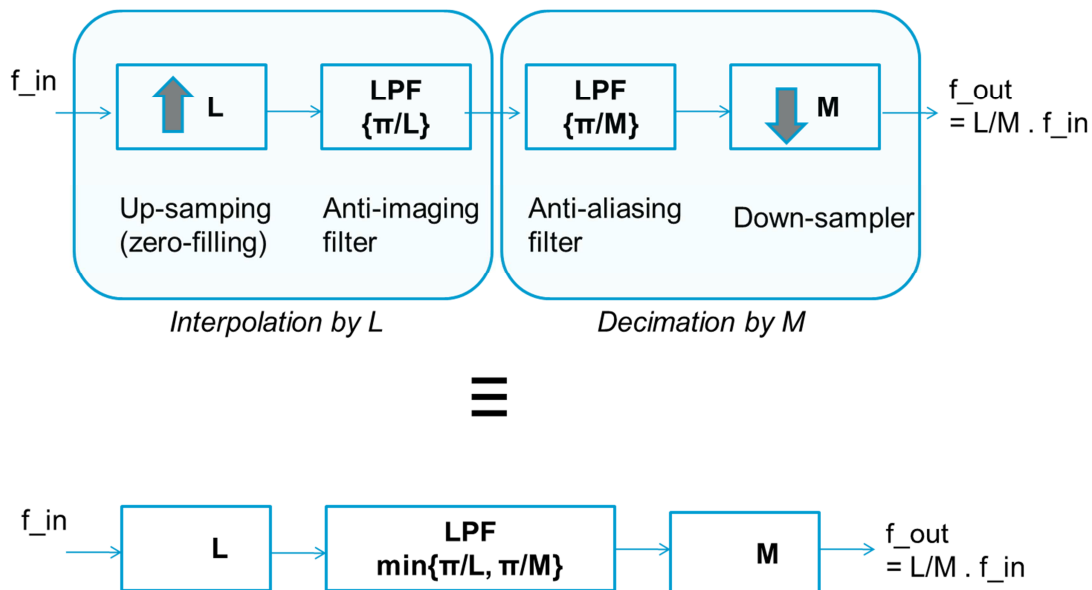 f_in
L
LPF
{π/L}
LPF
{π/M}
M
f_out
= L/M . f_in
Up-samping
(zero-filling)
Anti-imaging
filter
Anti-aliasing
filter
Down-sampler
Interpolation by L
Decimation by M
≡
f_in
L
LPF
min{π/L, π/M}
M
f_out
= L/M . f_in